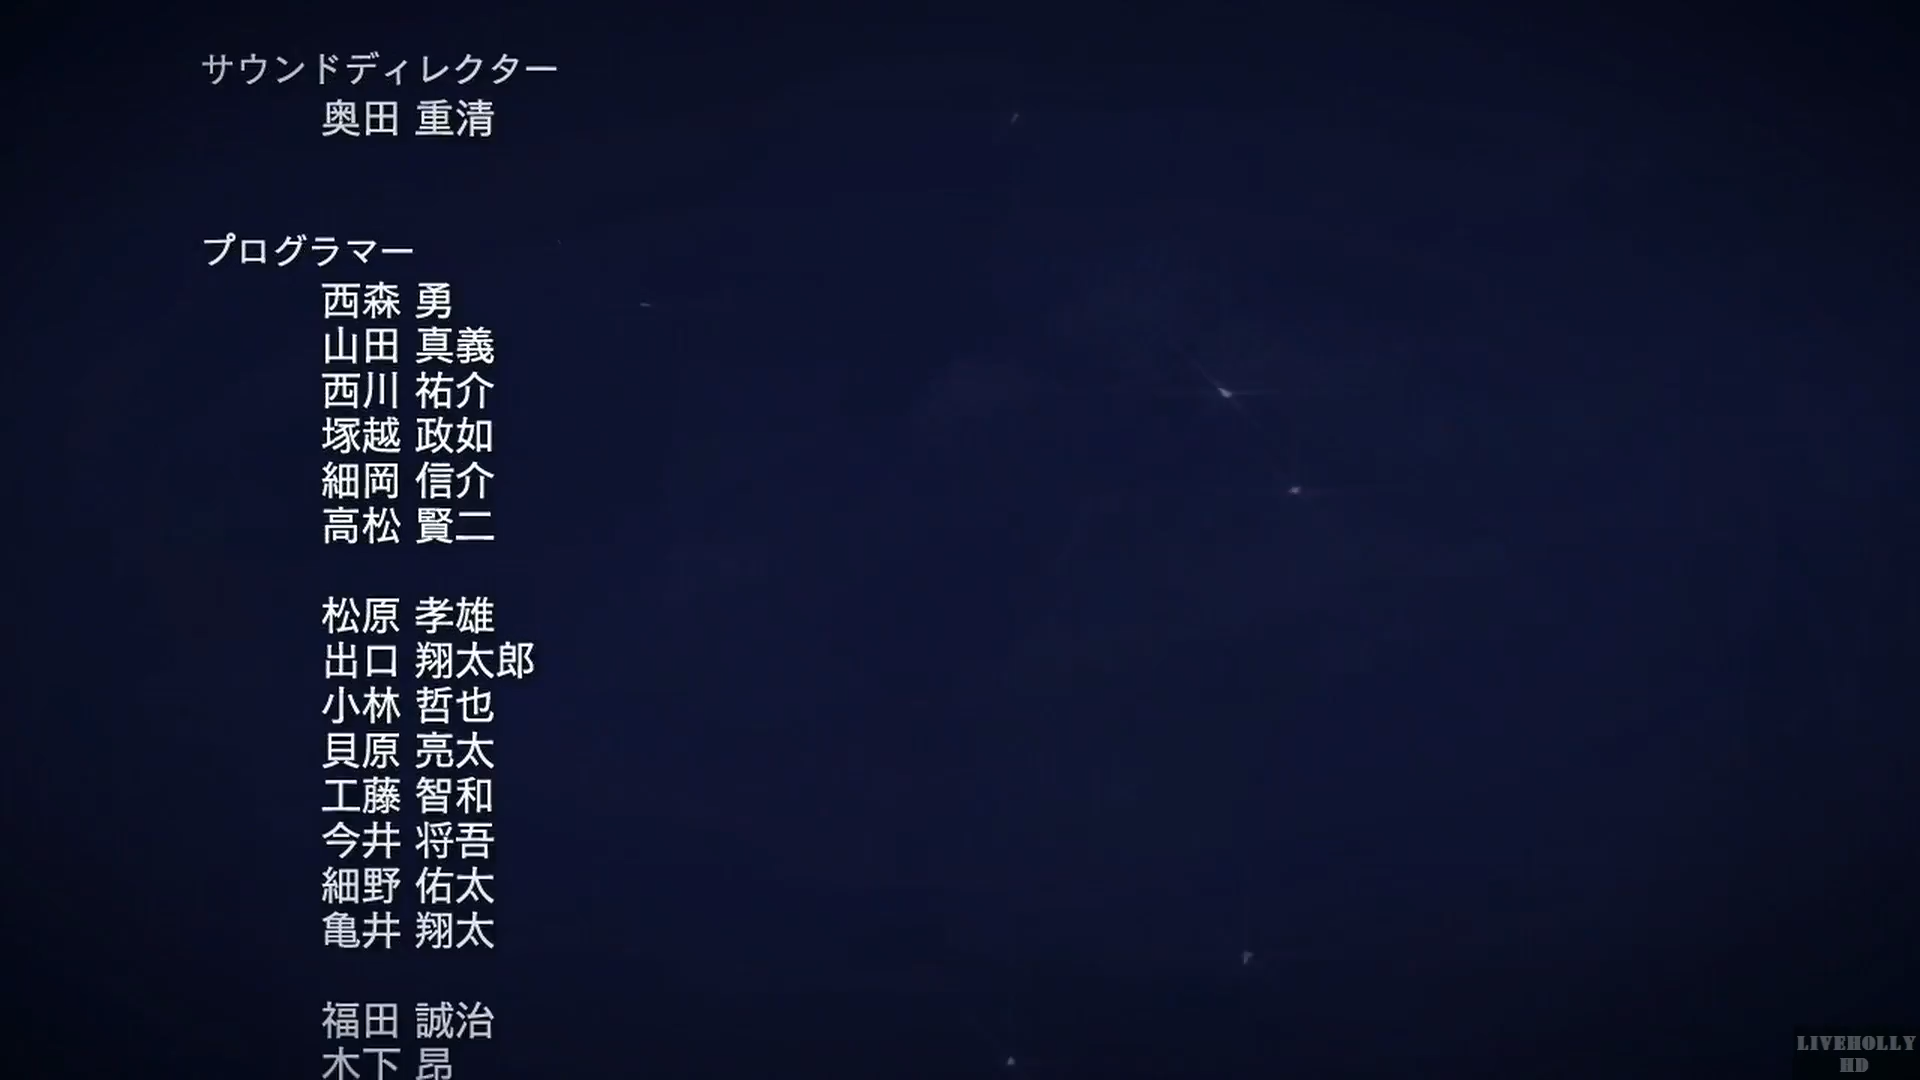 サウンドディレクター
奥田 重清
プログラマー
西森 勇
山田 真義
西川 祐介
塚越 政如
細岡 信介
高松 賢二
松原 孝雄
出口 翔太郎
小林 哲也
貝原 亮太
工藤 智和
今井 将吾
細野 佑太
亀井 翔太
福田 誠治
木下 昂
LIVEHOLLY
HD